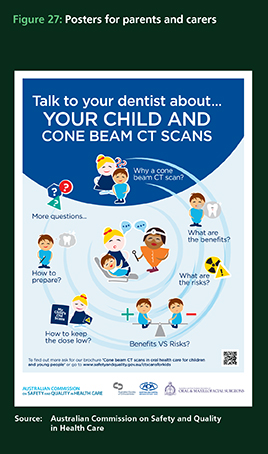 Figure 27: Posters for parents and carers
Talk to your dentist about...
YOUR CHILD AND
CONE BEAM CT SCANS
Why a cone
beam CT scan?
What are
the benefits?
What are
the risks?
Benefits VS Risks?
How to keep
the dose low?
How to
prepare?
More questions...
To find out more ask for our brochure 'Cone beam CT scans in oral health care for children
and young people' or go to www.safetyandquality.gov.au/ctscansforkids
AUSTRALIAN COMMISSION
ON SAFETY AND QUALITY IN HEALTH CARE
ORAL & MAXILLOFACIAL SURGEONS
Source: Australian Commission on Safety and Quality
in Health Care